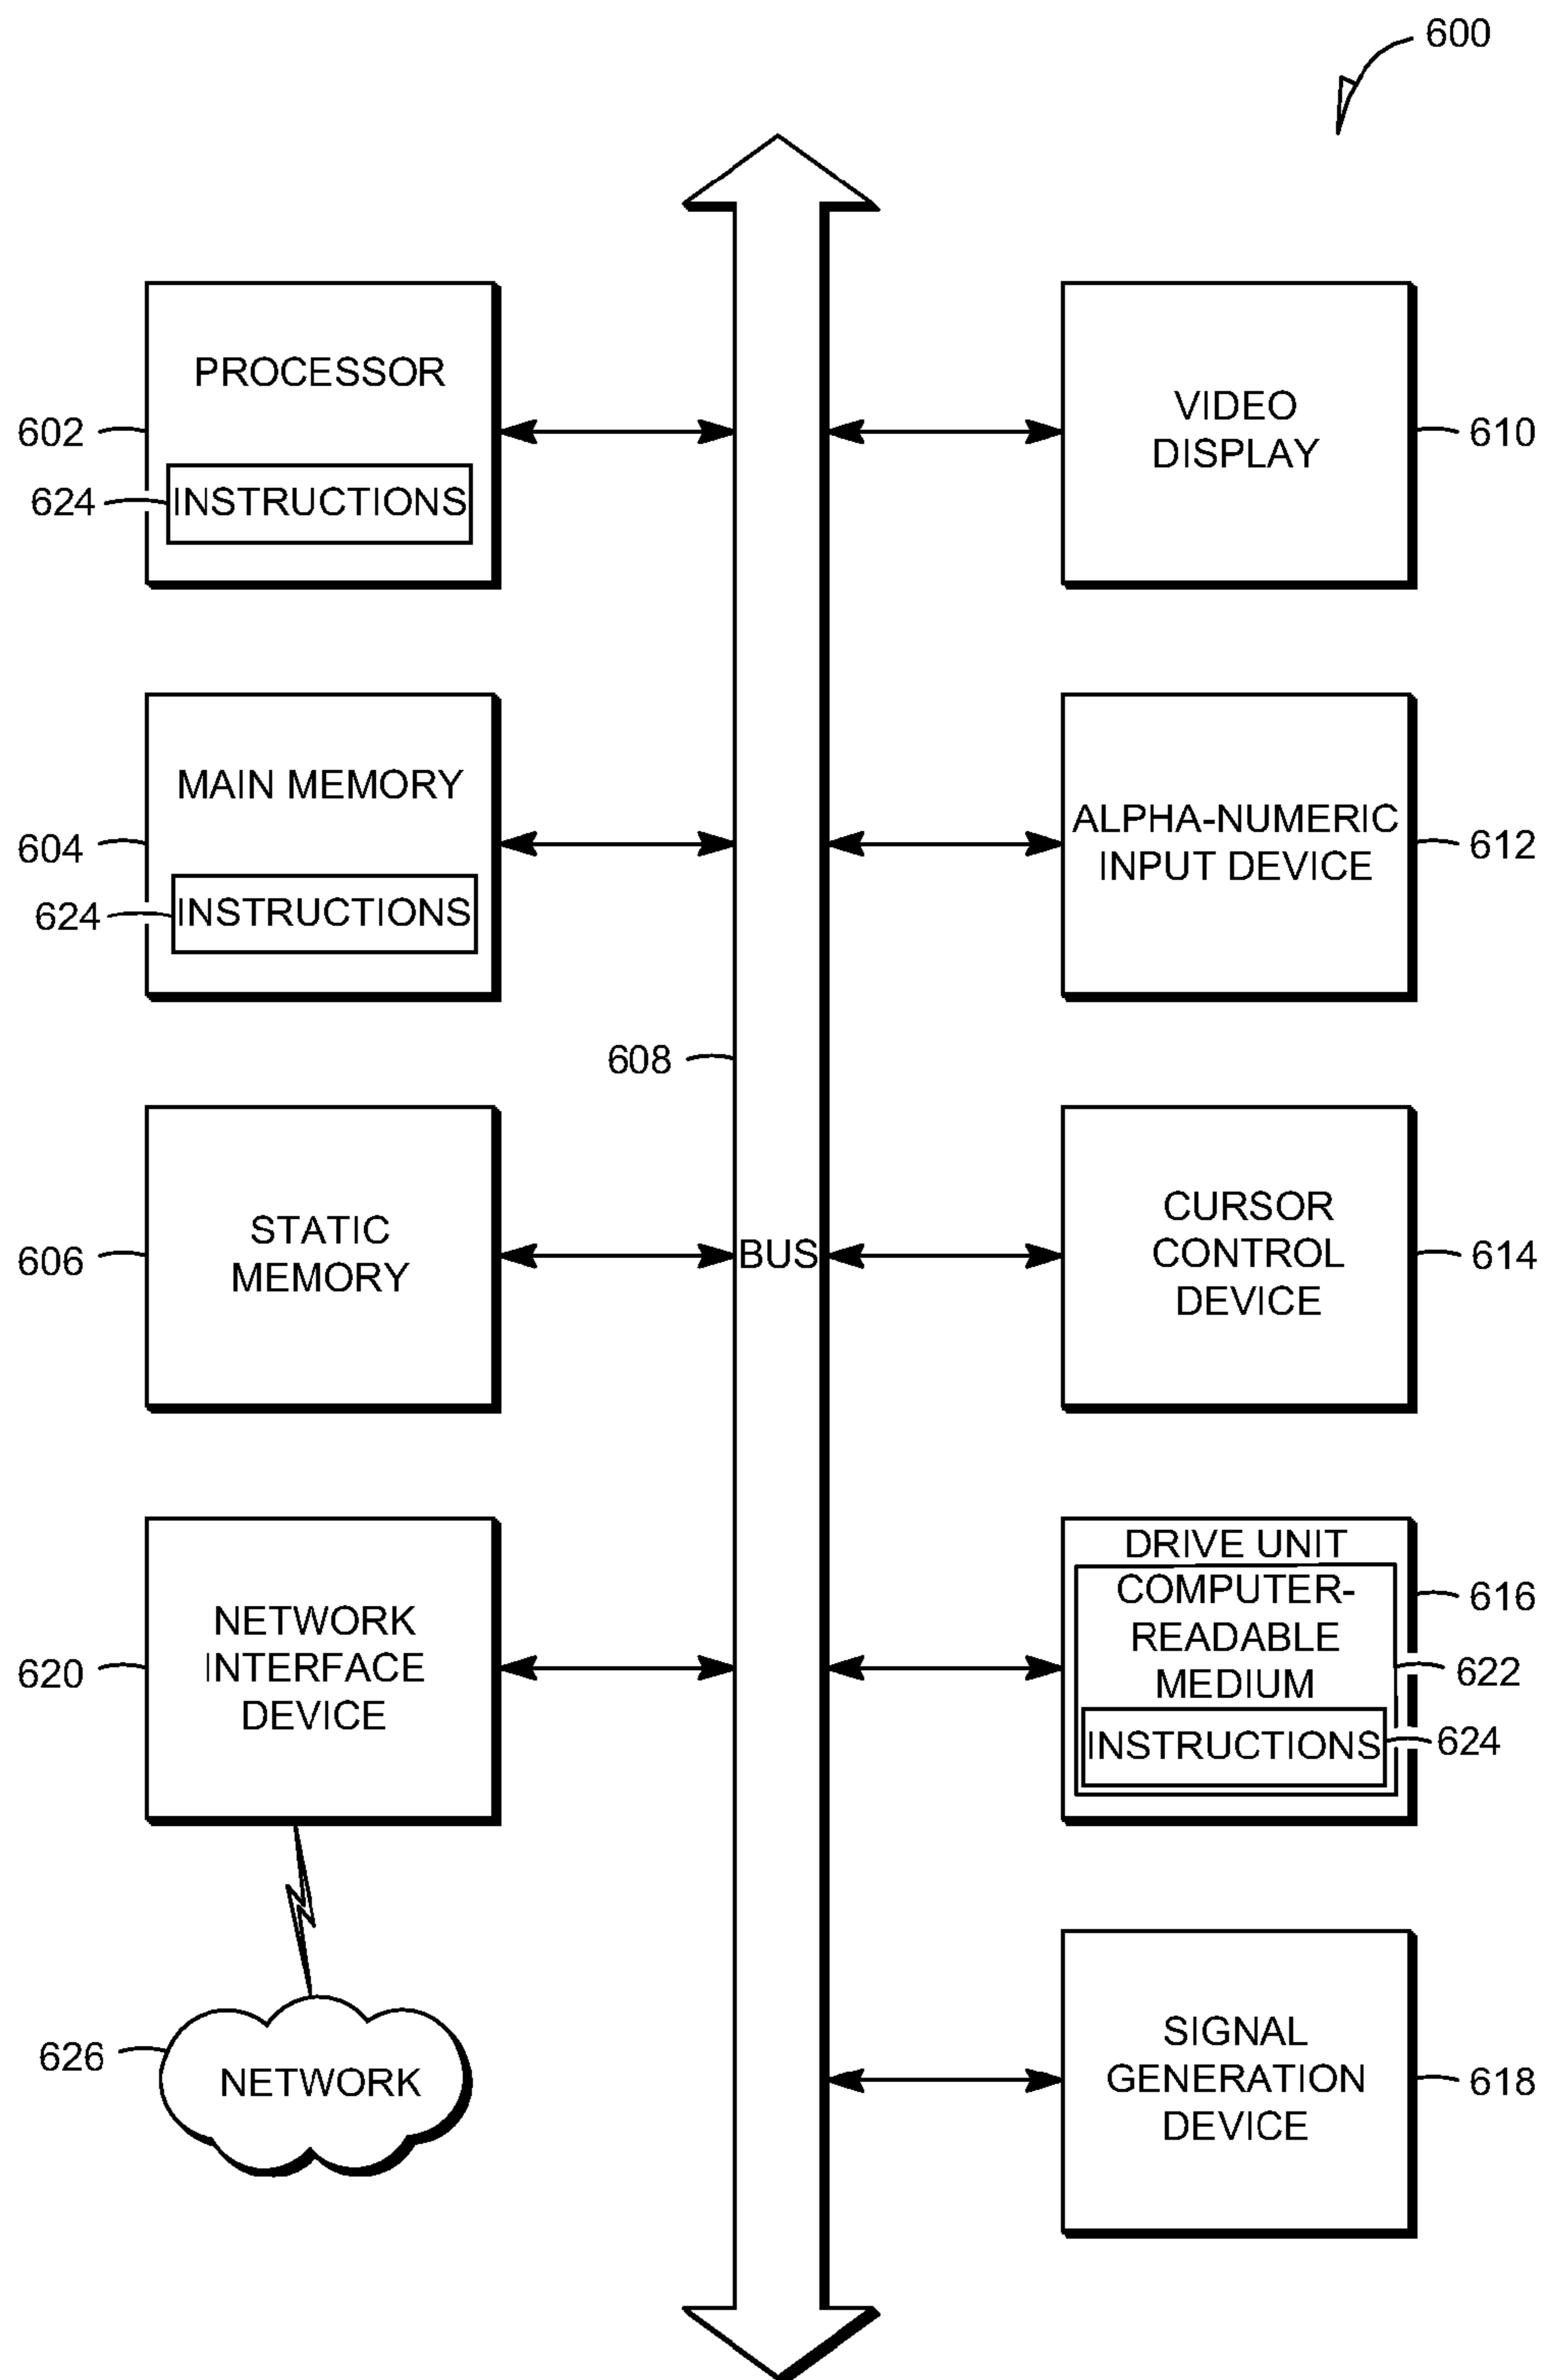 600
PROCESSOR
602
624
INSTRUCTIONS
VIDEO
DISPLAY
610
MAIN MEMORY
604
624
INSTRUCTIONS
ALPHA-NUMERIC
INPUT DEVICE
612
608
BUS
STATIC
MEMORY
606
CURSOR
CONTROL
DEVICE
614
NETWORK
INTERFACE
DEVICE
620
DRIVE UNIT
616
COMPUTER-
READABLE
MEDIUM
622
INSTRUCTIONS
624
626
NETWORK
SIGNAL
GENERATION
DEVICE
618